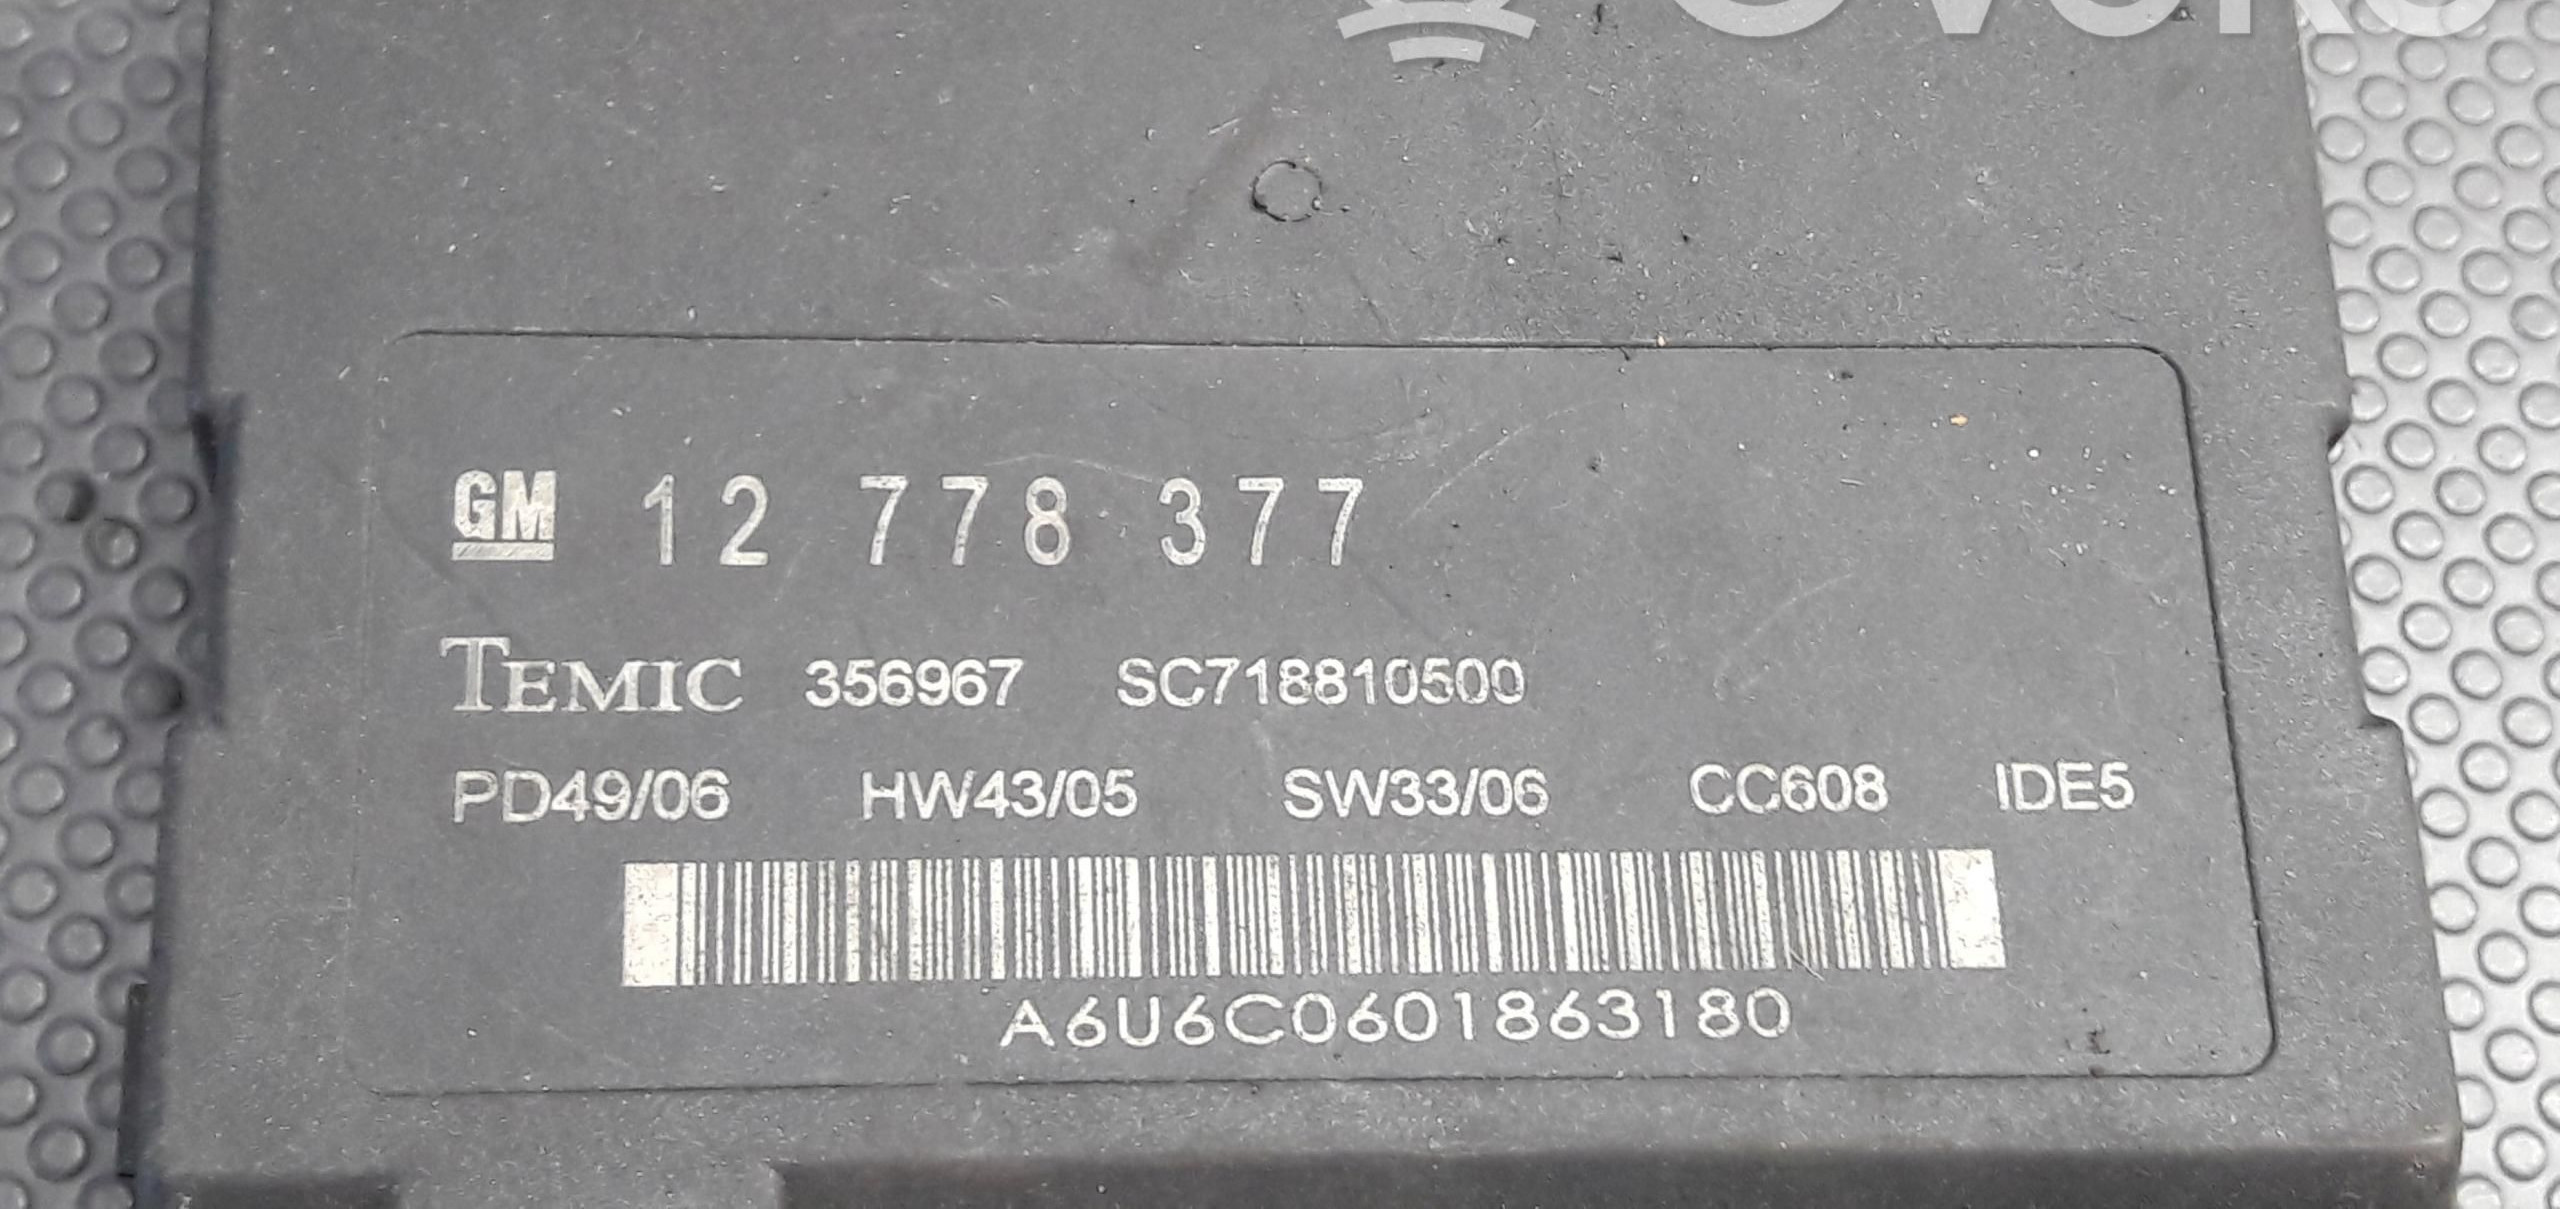 GM 12 778 377
TEMIC 356967 SC718810500
PD49/06 HW43/05 SW33/06 CC608 IDE5
A6U6C0601863180